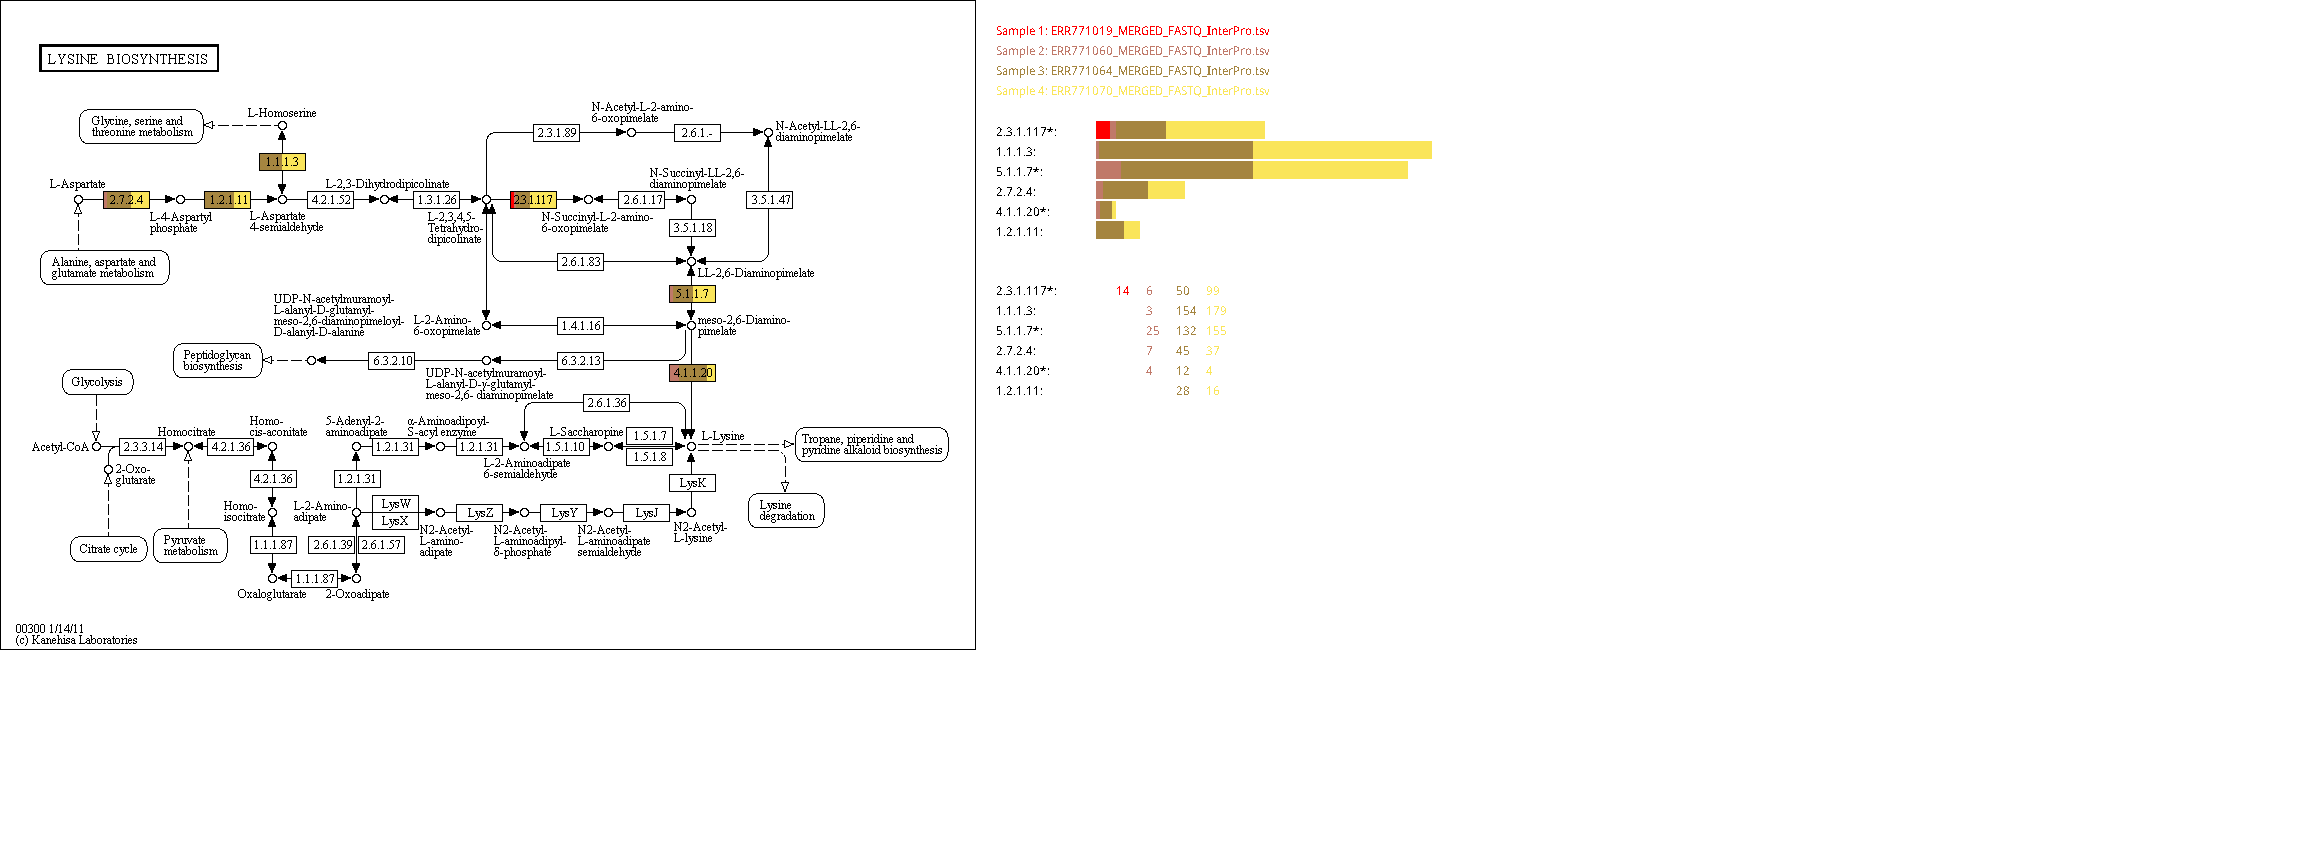 LYSINE BIOSYNTHESIS
Glycine, serine and
threonine metabolism
L-Homoserine
1.1.1.3
N-Acetyl-L-2-amino-
6-oxopimelate
2.3.1.89
2.6.1.-
N-Acetyl-LL-2,6-
diaminopimelate
L-Aspartate
2.7.2.4
L-4-Aspartyl
phosphate
1.2.1.11
L-Aspartate
4-semialdehyde
4.2.1.52
L-2,3-Dihydrodipicolinate
1.3.1.26
L-2,3,4,5-
Tetrahydro-
dipicolinate
2.3.1.117
N-Succinyl-L-2-amino-
6-oxopimelate
2.6.1.17
N-Succinyl-LL-2,6-
diaminopimelate
3.5.1.47
3.5.1.18
Alanine, aspartate and
glutamate metabolism
2.6.1.83
LL-2,6-Diaminopimelate
5.1.1.7
UDP-N-acetylmuramoyl-
L-alanyl-D-glutamyl-
meso-2,6-diaminopimeloyl-
D-alanyl-D-alanine
L-2-Amino-
6-oxopimelate
1.4.1.16
meso-2,6-Diamino-
pimelate
Peptidoglycan
biosynthesis
6.3.2.10
6.3.2.13
UDP-N-acetylmuramoyl-
L-alanyl-D-γ-glutamyl-
meso-2,6- diaminopimelate
4.1.1.20
Glycolysis
2.6.1.36
Acetyl-CoA
2.3.3.14
Homocitrate
4.2.1.36
Homo-
cis-aconitate
5-Adenyl-2-
aminoadipate
1.2.1.31
α-Aminoadipoyl-
S-acyl enzyme
1.2.1.31
L-2-Aminoadipate
6-semialdehyde
1.5.1.10
L-Saccharopine
1.5.1.7
1.5.1.8
L-Lysine
Tropane, piperidine and
pyridine alkaloid biosynthesis
2-Oxo-
glutarate
4.2.1.36
1.2.1.31
LysK
Lysine
degradation
Homo-
isocitrate
L-2-Amino-
adipate
LysW
LysX
N2-Acetyl-
L-amino-
adipate
LysZ
N2-Acetyl-
L-aminoadipyl-
δ-phosphate
LysY
N2-Acetyl-
L-aminoadipate
semialdehyde
LysJ
N2-Acetyl-
L-lysine
Citrate cycle
Pyruvate
metabolism
1.1.1.87
2.6.1.39
2.6.1.57
1.1.1.87
Oxaloglutarate
2-Oxoadipate
00300 1/14/11
(c) Kanehisa Laboratories
Sample 1: ERR771019_MERGED_FASTQ_InterPro.tsv
Sample 2: ERR771060_MERGED_FASTQ_InterPro.tsv
Sample 3: ERR771064_MERGED_FASTQ_InterPro.tsv
Sample 4: ERR771070_MERGED_FASTQ_InterPro.tsv
2.3.1.117*:
1.1.1.3:
5.1.1.7*:
2.7.2.4:
4.1.1.20*:
1.2.1.11:
2.3.1.117*: 14 6 50 99
1.1.1.3: 3 154 179
5.1.1.7*: 25 132 155
2.7.2.4: 7 45 37
4.1.1.20*: 4 12 4
1.2.1.11: 28 16